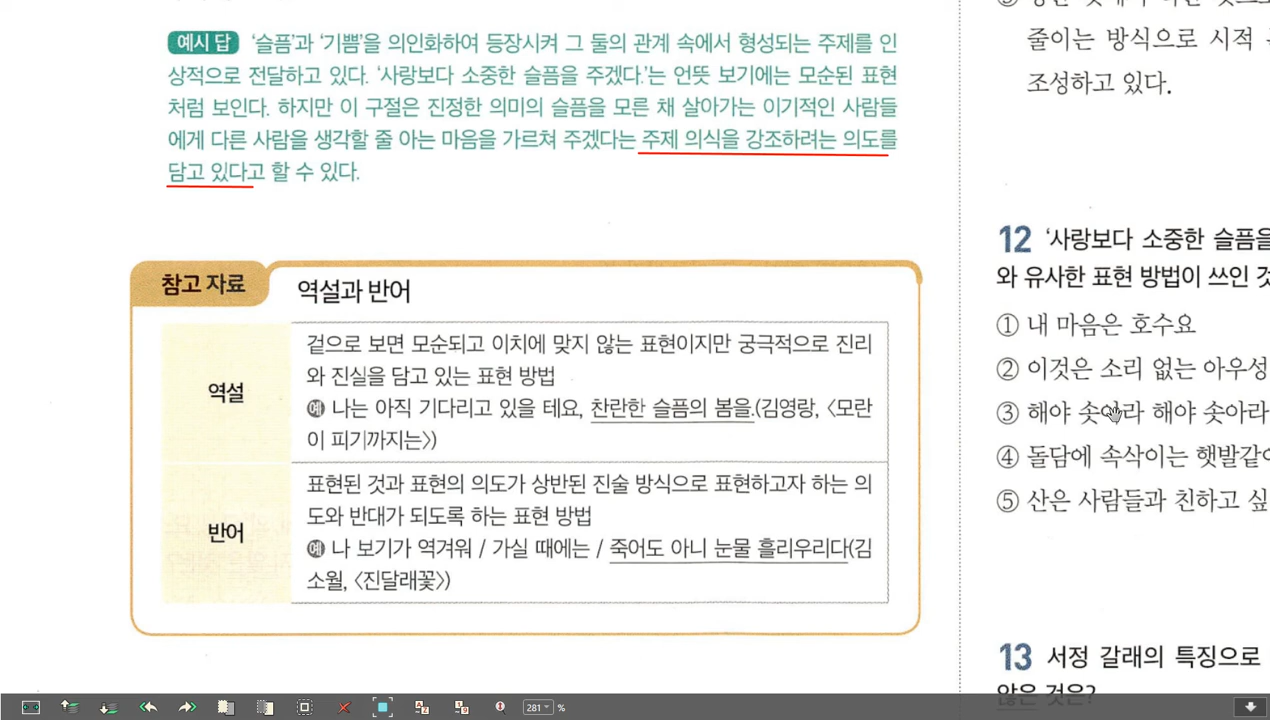 예시 답 '슬픔'과 '기쁨'을 의인화하여 등장시켜 그 둘의 관계 속에서 형성되는 주제를 인
상적으로 전달하고 있다. '사랑보다 소중한 슬픔을 주겠다.'는 언뜻 보기에는 모순된 표현
처럼 보인다. 하지만 이 구절은 진정한 의미의 슬픔을 모른 채 살아가는 이기적인 사람들
에게 다른 사람을 생각할 줄 아는 마음을 가르쳐 주겠다는 주제 의식을 강조하려는 의도를
담고 있다고 할 수 있다.
참고 자료 역설과 반어
역설
겉으로 보면 모순되고 이치에 맞지 않는 표현이지만 궁극적으로 진리
와 진실을 담고 있는 표현 방법
예 나는 아직 기다리고 있을 테요, 찬란한 슬픔의 봄을.(김영랑, 〈모란
이 피기까지는〉)
반어
표현된 것과 표현의 의도가 상반된 진술 방식으로 표현하고자 하는 의
도와 반대가 되도록 하는 표현 방법
예 나 보기가 역겨워 / 가실 때에는 / 죽어도 아니 눈물 흘리우리다(김
소월, 〈진달래꽃〉)
줄이는 방식으로 시적
조성하고 있다.
12 '사랑보다 소중한 슬픔을
와 유사한 표현 방법이 쓰인
① 내 마음은 호수요
② 이것은 소리 없는 아우성
③ 해야 솟아라 해야 솟아라
④ 돌담에 속삭이는 햇발같이
⑤ 산은 사람들과 친하고
13 서정 갈래의 특징으로
않은 것은?
281 %